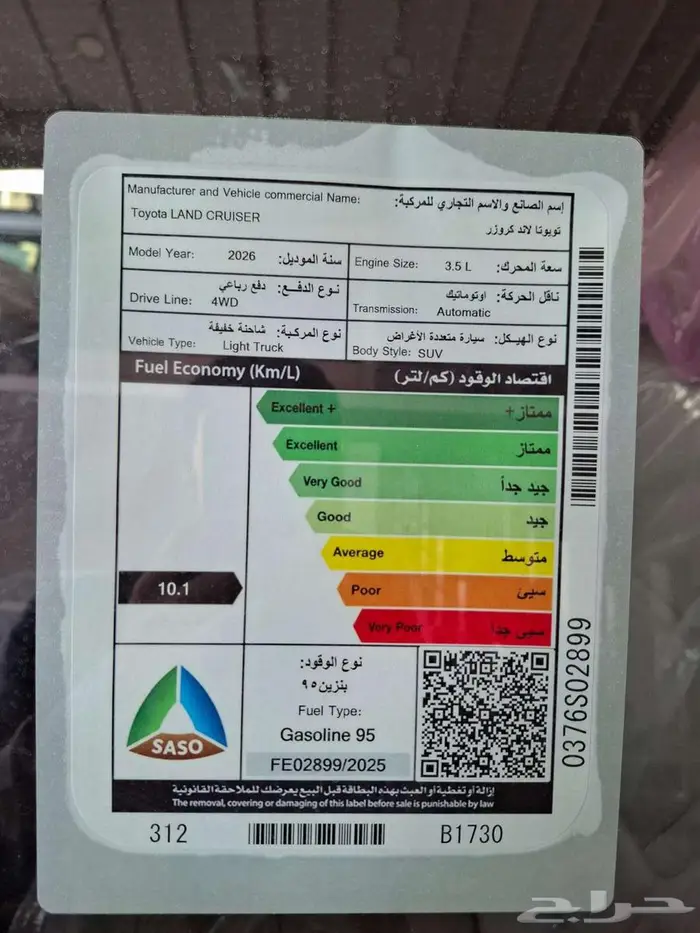 Manufacturer and Vehicle commercial Name: إسم الصانع والاسم التجاري للمركبة:
Toyota LAND CRUISER
تويوتا لاند كروزر
Model Year: 2026 سنة الموديل:
Engine Size: 3.5 L سعة المحرك:
Drive Line: دفع رباعي نوع الدفع:
4WD
ناقل الحركة: اوتوماتيك
Transmission: Automatic
نوع المركبة: شاحنة خفيفة
Vehicle Type: Light Truck
نوع الهيكل: سيارة متعددة الأغراض
Body Style: SUV
Fuel Economy (Km/L) اقتصاد الوقود (كم/لتر)
Excellent + ممتاز+
Excellent ممتاز
Very Good جيد جداً
Good جيد
Average متوسط
10.1 Poor سيئ
Very Poor سيئ جداً
SASO
نوع الوقود:
بنزين ٩٥
Fuel Type:
Gasoline 95
FE02899/2025
0376S02899
إزالة أو تغطية أو العبث بهذه البطاقة قبل البيع يعرضك للملاحقة القانونية
The removal, covering or damaging of this label before sale is punishable by law
312 B1730
حراج